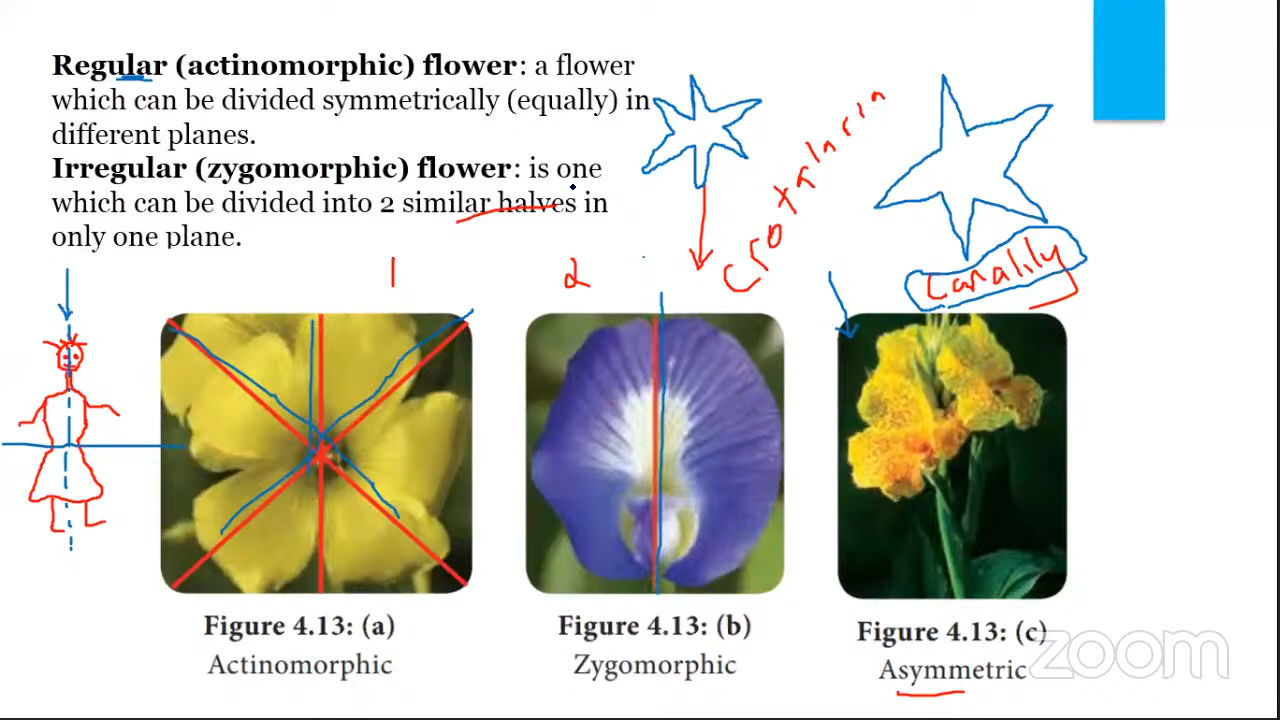 Regular (actinomorphic) flower: a flower
which can be divided symmetrically (equally) in
different planes.
Irregular (zygomorphic) flower: is one
which can be divided into 2 similar halves in
only one plane.
Crotalaria
Canalily
1
2
Figure 4.13: (a)
Actinomorphic
Figure 4.13: (b)
Zygomorphic
Figure 4.13: (c)
Asymmetric
zoom